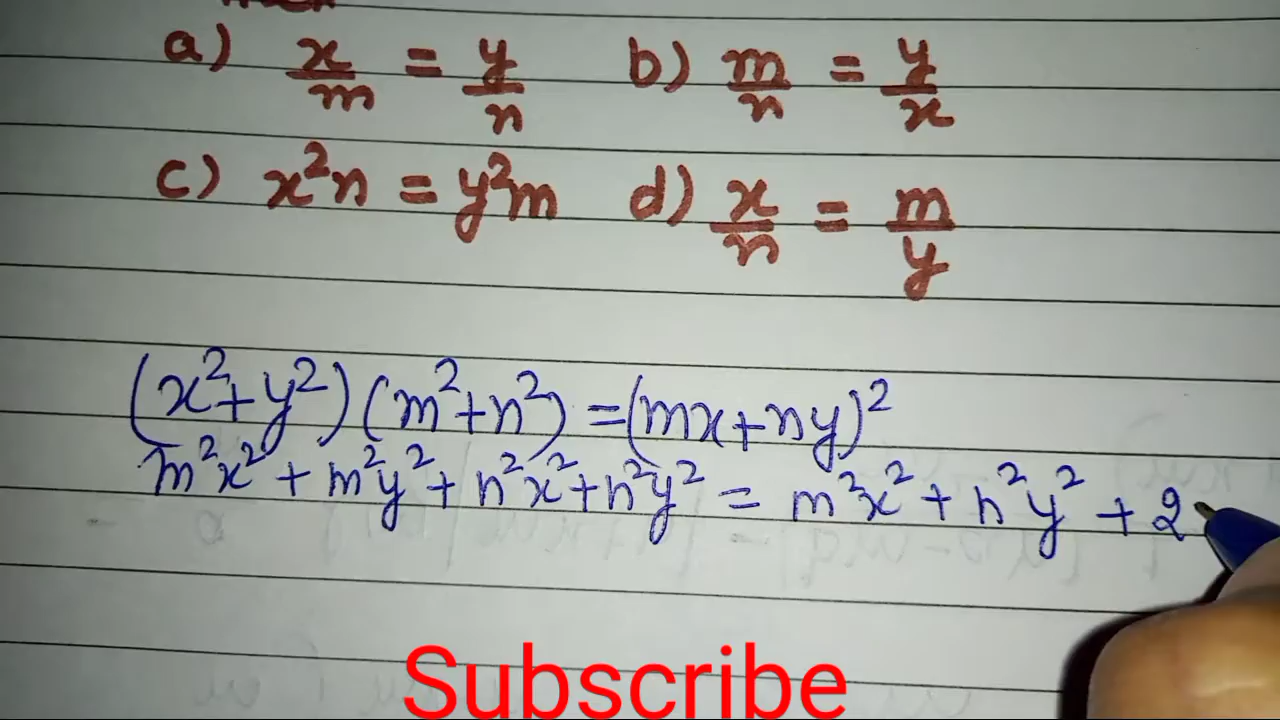 a) x/m = y/n b) m/n = y/x
c) x²n = y²m d) x/n = m/y
(x²+y²)(m²+n²) = (mx+ny)²
m²x² + m²y² + n²x² + n²y² = m²x² + n²y² + 2
Subscribe